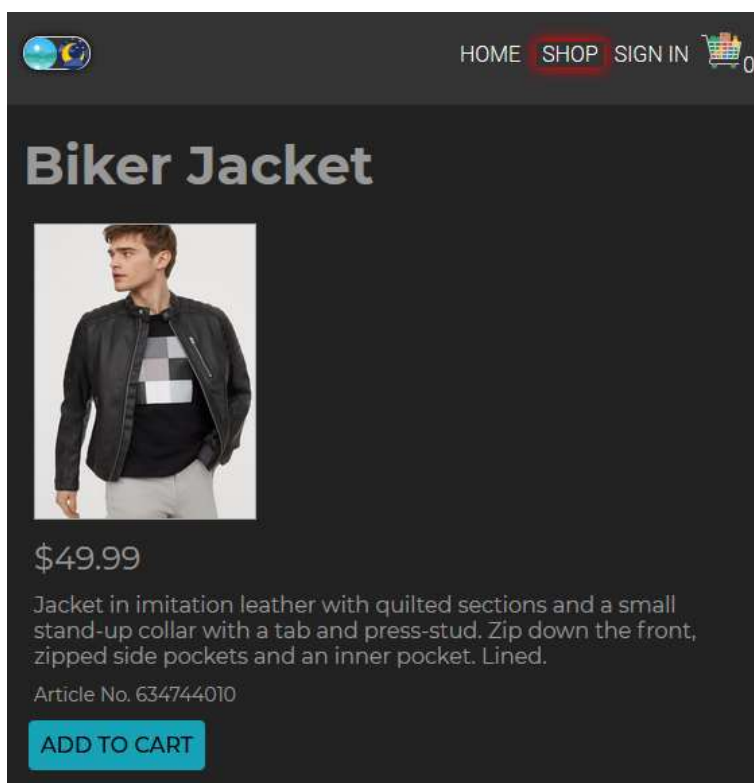 HOME SHOP SIGN IN 0
Biker Jacket
$49.99
Jacket in imitation leather with quilted sections and a small
stand-up collar with a tab and press-stud. Zip down the front,
zipped side pockets and an inner pocket. Lined.
Article No. 634744010
ADD TO CART